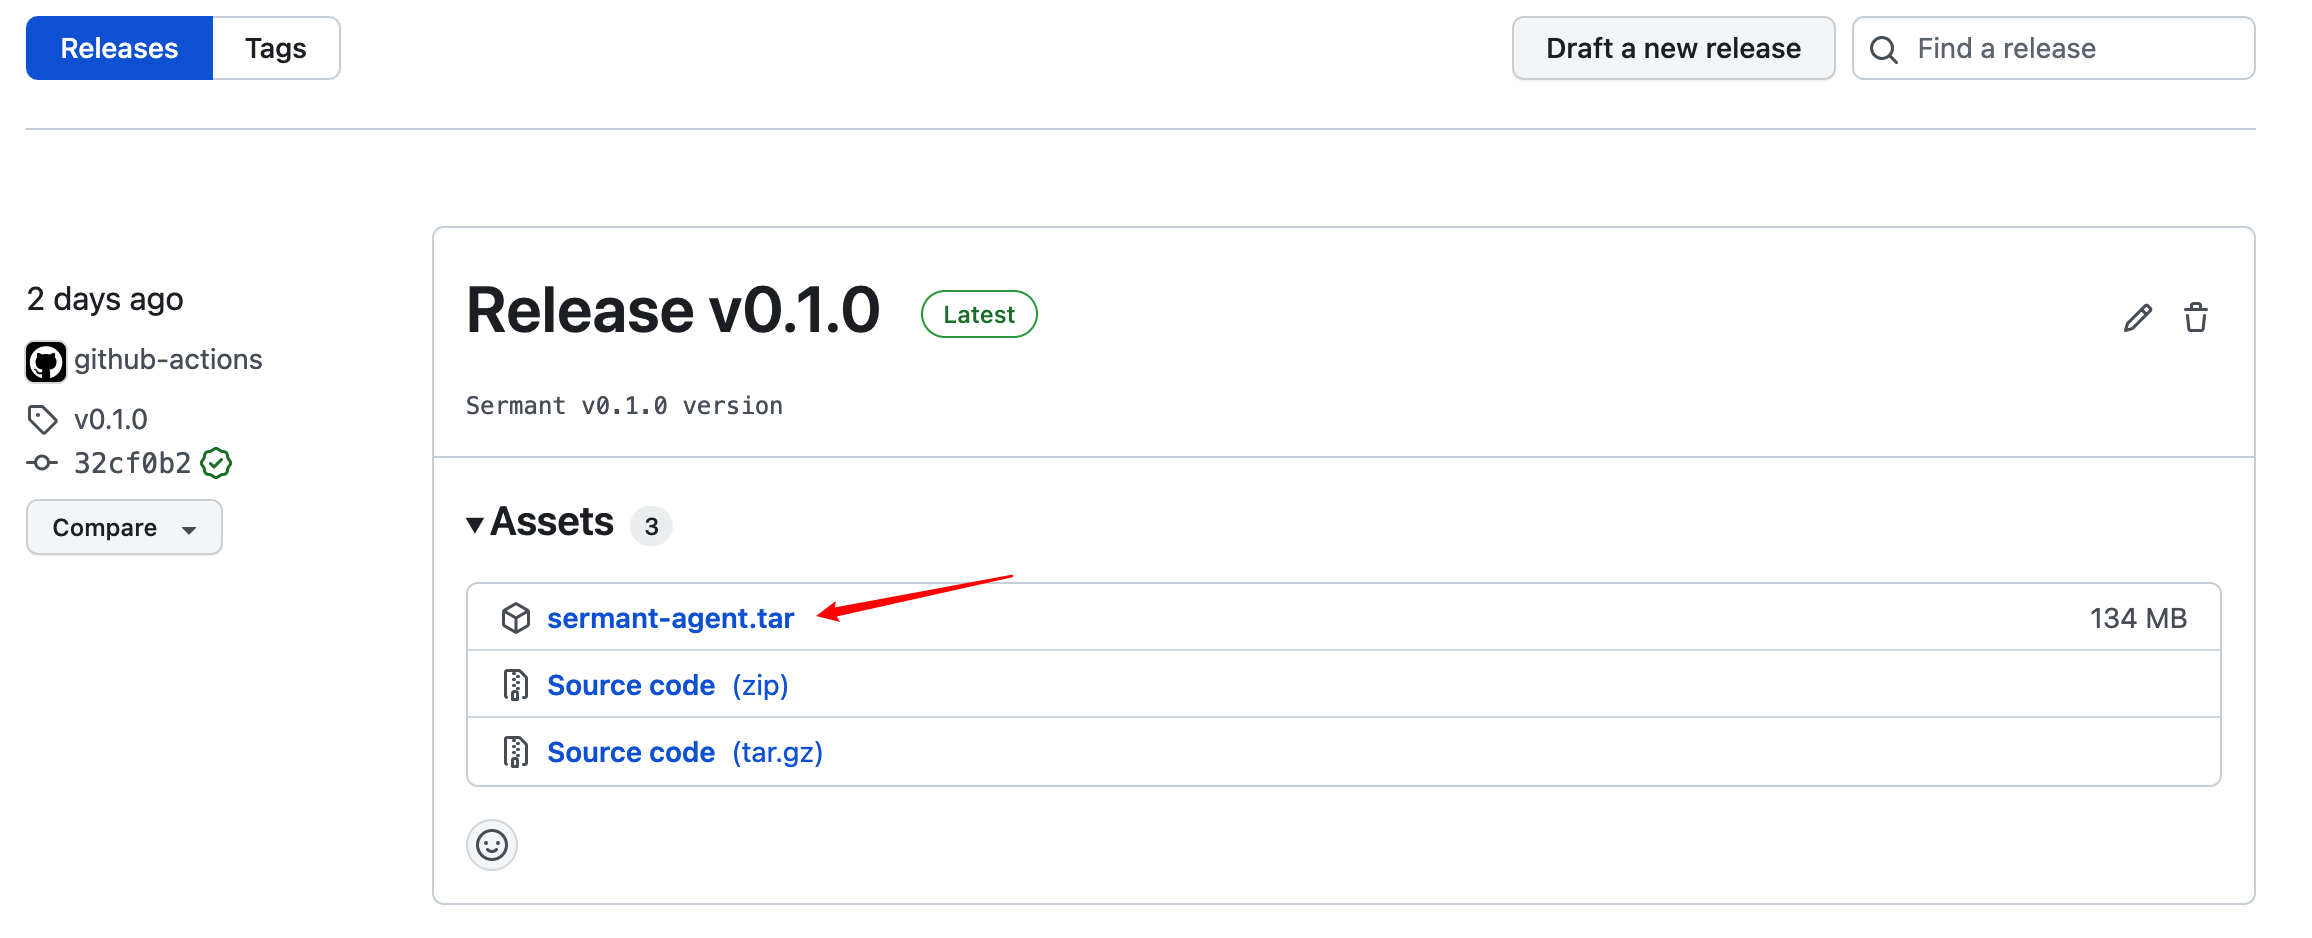 Releases
Tags
Draft a new release
Find a release
2 days ago
github-actions
v0.1.0
32cf0b2
Compare
Release v0.1.0
Latest
Sermant v0.1.0 version
Assets 3
sermant-agent.tar
134 MB
Source code (zip)
Source code (tar.gz)